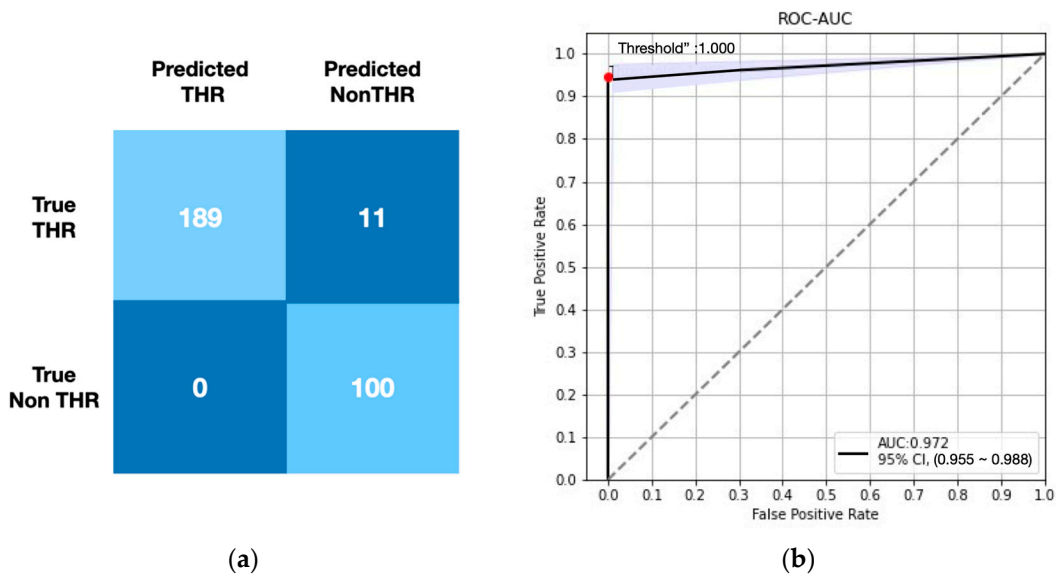 Predicted
THR
Predicted
NonTHR
True
THR
189
11
True
Non THR
0
100
(a)
ROC-AUC
Threshold” :1.000
1.0
0.9
0.8
0.7
0.6
0.5
0.4
0.3
0.2
0.1
0.0
True Positive Rate
AUC:0.972
95% CI, (0.955 ~ 0.988)
0.0 0.1 0.2 0.3 0.4 0.5 0.6 0.7 0.8 0.9 1.0
False Positive Rate
(b)